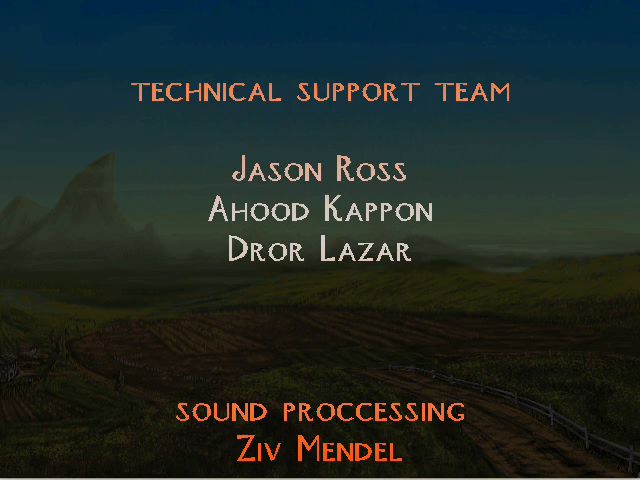 TECHNICAL SUPPORT TEAM
JASON ROSS
AHOOD KAPPON
DROR LAZAR
SOUND PROCCESSING
ZIV MENDEL